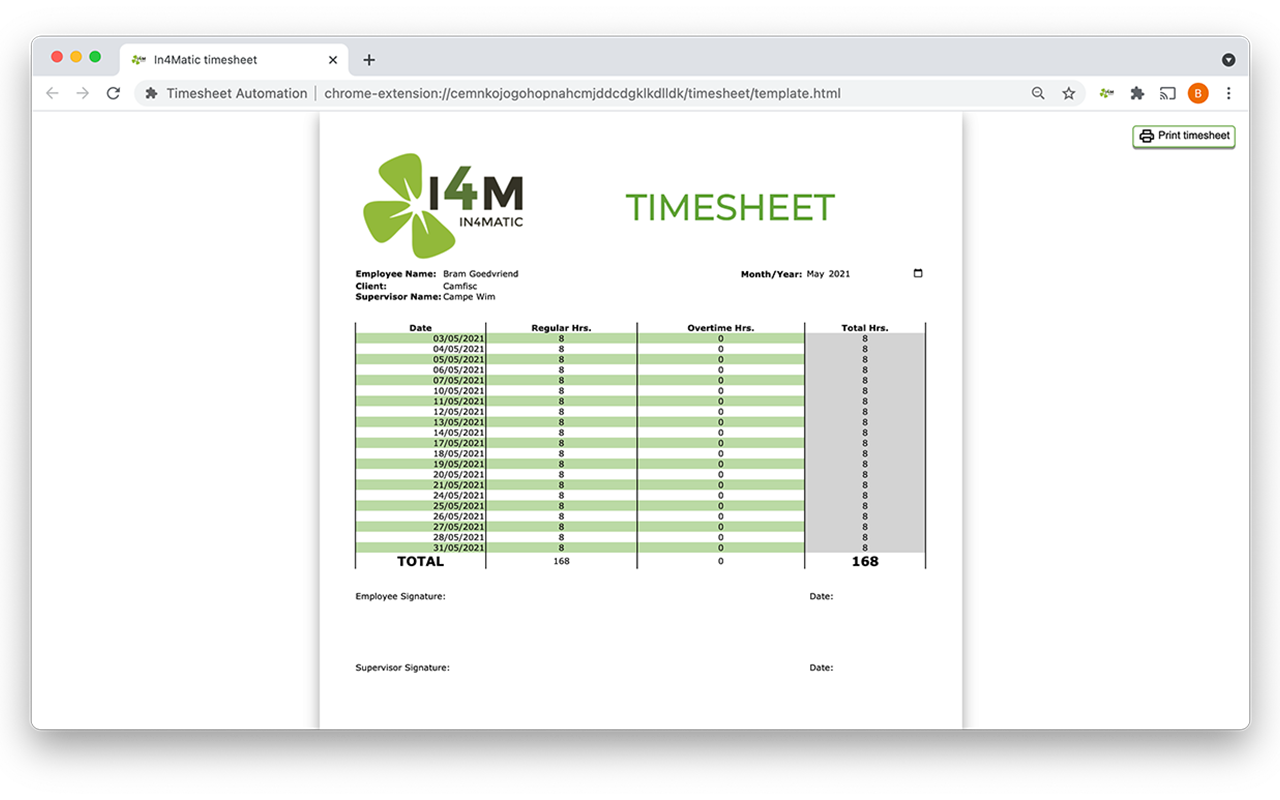 In4Matic timesheet
Timesheet Automation | chrome-extension://cemnkojogohopnahcmjddcdgklkdlldk/timesheet/template.html
B
Print timesheet
I4M
IN4MATIC
TIMESHEET
Employee Name: Bram Goedvriend Month/Year: May 2021
Client: Camfisc
Supervisor Name: Campe Wim
Date Regular Hrs. Overtime Hrs. Total Hrs.
03/05/2021 8 0 8
04/05/2021 8 0 8
05/05/2021 8 0 8
06/05/2021 8 0 8
07/05/2021 8 0 8
10/05/2021 8 0 8
11/05/2021 8 0 8
12/05/2021 8 0 8
13/05/2021 8 0 8
14/05/2021 8 0 8
17/05/2021 8 0 8
18/05/2021 8 0 8
19/05/2021 8 0 8
20/05/2021 8 0 8
21/05/2021 8 0 8
24/05/2021 8 0 8
25/05/2021 8 0 8
26/05/2021 8 0 8
27/05/2021 8 0 8
28/05/2021 8 0 8
31/05/2021 8 0 8
TOTAL 168 0 168
Employee Signature: Date:
Supervisor Signature: Date: